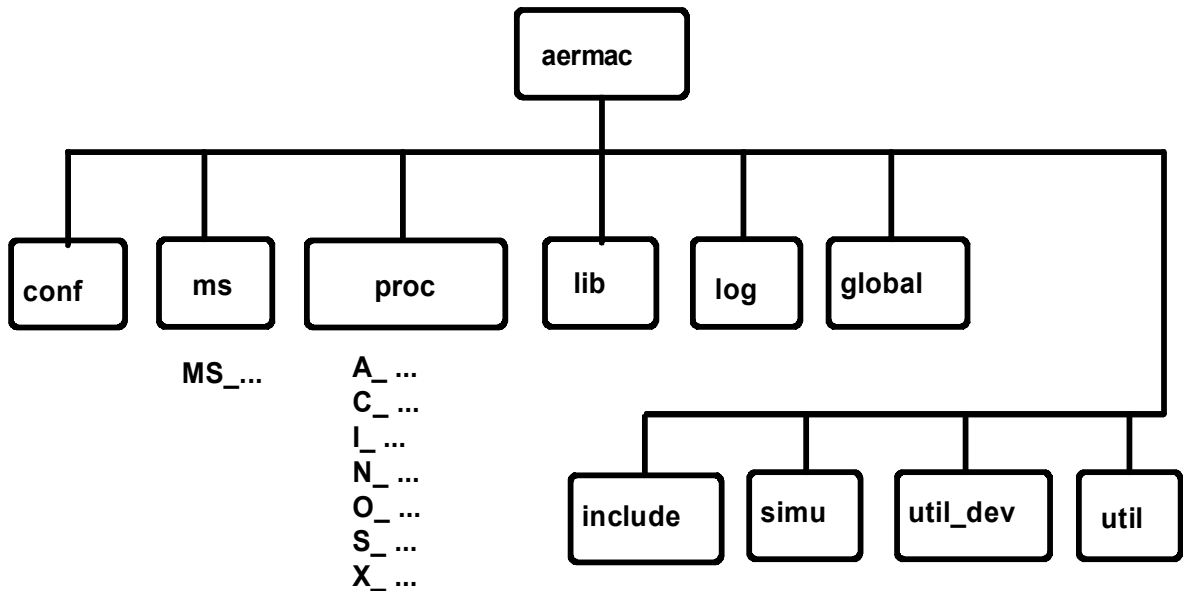 aermac
conf
ms
proc
lib
log
global
MS_...
A_ ...
C_ ...
I_ ...
N_ ...
O_ ...
S_ ...
X_ ...
include
simu
util_dev
util